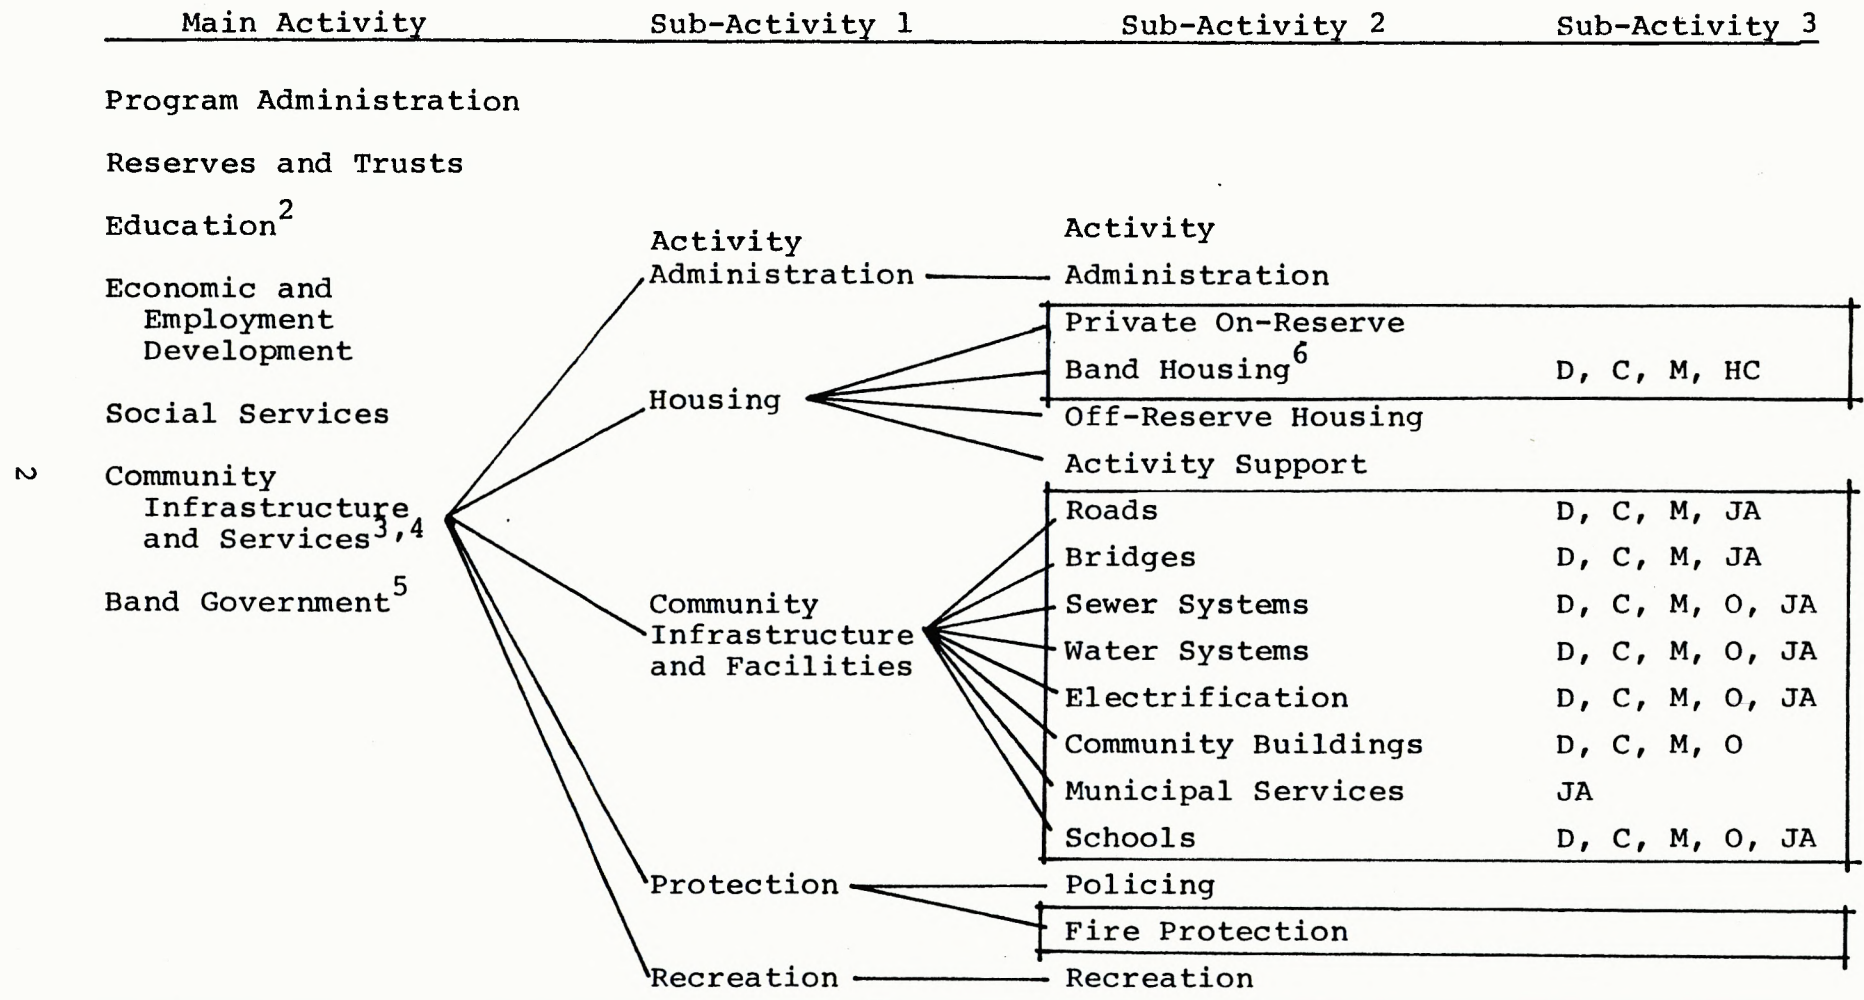 Main Activity Sub-Activity 1 Sub-Activity 2 Sub-Activity 3
Program Administration
Reserves and Trusts
Education2
Economic and
Employment
Development
Social Services
Community
Infrastructure
and Services3,4
Band Government5
Activity
Administration
Housing
Community
Infrastructure
and Facilities
Protection
Recreation
Activity
Administration
Private On-Reserve
Band Housing6 D, C, M, HC
Off-Reserve Housing
Activity Support
Roads D, C, M, JA
Bridges D, C, M, JA
Sewer Systems D, C, M, O, JA
Water Systems D, C, M, O, JA
Electrification D, C, M, O, JA
Community Buildings D, C, M, O
Municipal Services JA
Schools D, C, M, O, JA
Policing
Fire Protection
Recreation
2